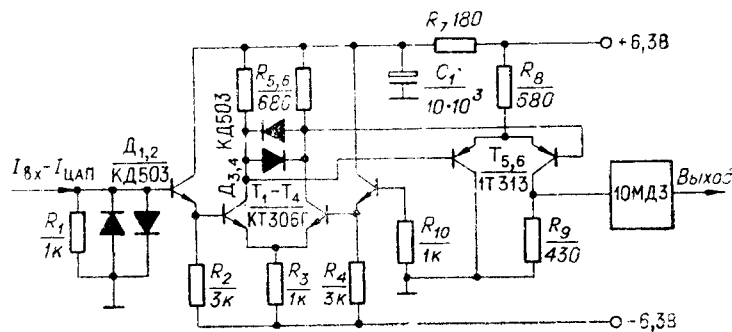 R7 180
+6,3В
R5,6
680
КД503
Д3,4
C1
10·10³
R8
580
Д1,2
КД503
Iвх-IЦАП
T1-T4
КТ306Г
T5,6
1Т313
10МД3
Выход
R1
1к
R2
3к
R3
1к
R4
3к
R10
1к
R9
430
-6,3В